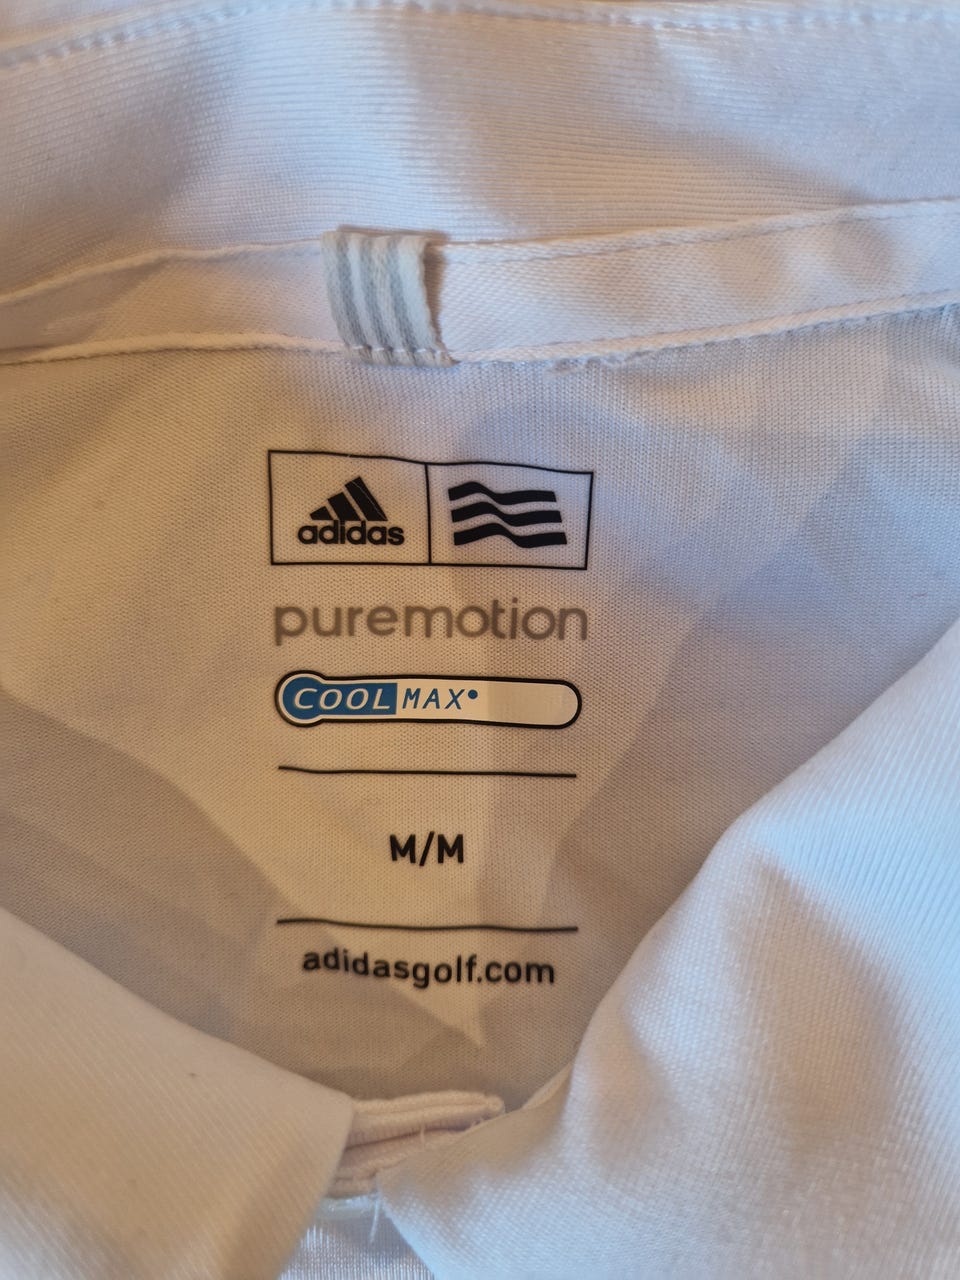 adidas
puremotion
COOLMAX
M/M
adidasgolf.com